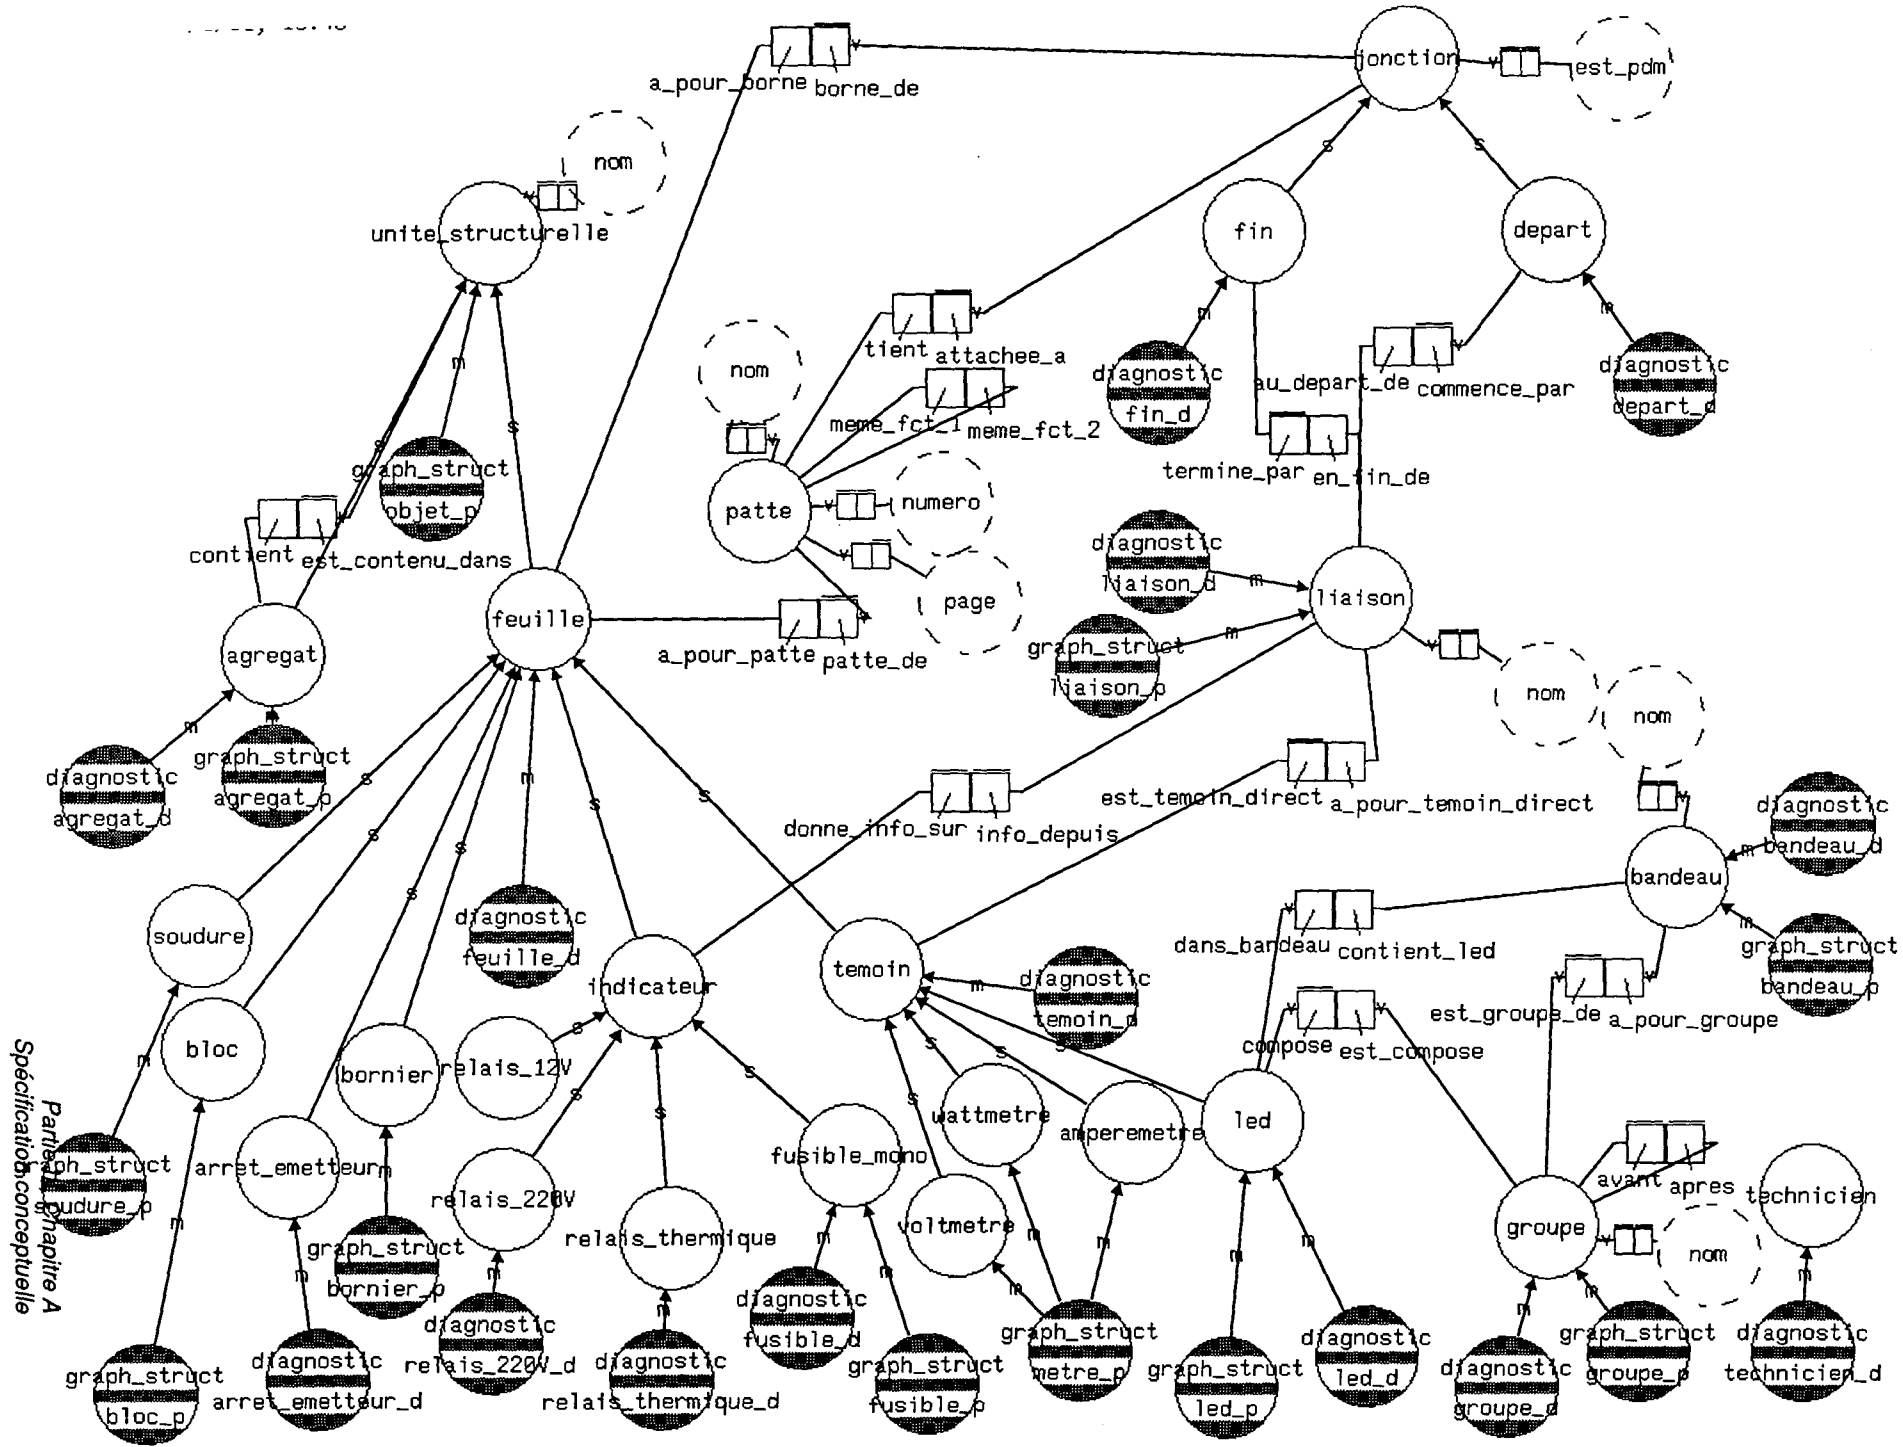 jonction
est_pdm
a_pour_borne
borne_de
nom
unite_structurelle
fin
depart
tient
attachee_a
nom
meme_fct_1
meme_fct_2
diagnostic
fin_d
au_depart_de
commence_par
diagnostic
depart_d
termine_par
en_fin_de
graph_struct
objet_p
patte
numero
contient
est_contenu_dans
diagnostic
liaison_d
liaison
page
feuille
a_pour_patte
patte_de
graph_struct
liaison_p
agregat
nom
nom
diagnostic
agregat_d
graph_struct
agregat_p
donne_info_sur
info_depuis
est_temoin_direct
a_pour_temoin_direct
diagnostic
bandeau_d
bandeau
soudure
diagnostic
feuille_d
indicateur
temoin
diagnostic
temoin_d
dans_bandeau
contient_led
graph_struct
bandeau_p
est_groupe_de
a_pour_groupe
compose
est_compose
bloc
bornier
relais_12V
wattmetre
amperemetre
led
graph_struct
soudure_p
arret_emetteur
relais_220V
relais_thermique
fusible_mono
voltmetre
avant
apres
technicien
groupe
nom
graph_struct
bornier_p
diagnostic
fusible_d
graph_struct
bloc_p
diagnostic
arret_emetteur_d
diagnostic
relais_220V_d
diagnostic
relais_thermique_d
graph_struct
fusible_p
graph_struct
metre_p
graph_struct
led_p
diagnostic
led_d
diagnostic
groupe_d
graph_struct
groupe_p
diagnostic
technicien_d
Chapitre A
Spécification conceptuelle